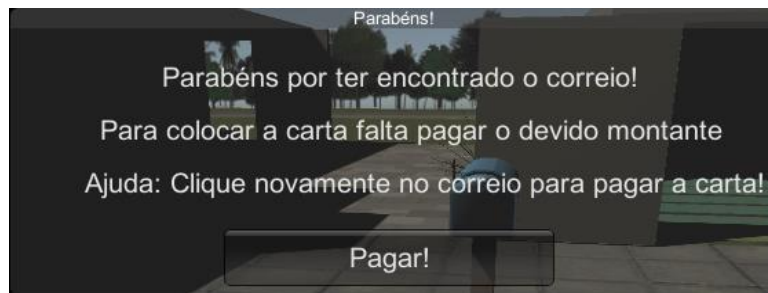 Parabéns!
Parabéns por ter encontrado o correio!
Para colocar a carta falta pagar o devido montante
Ajuda: Clique novamente no correio para pagar a carta!
Pagar!